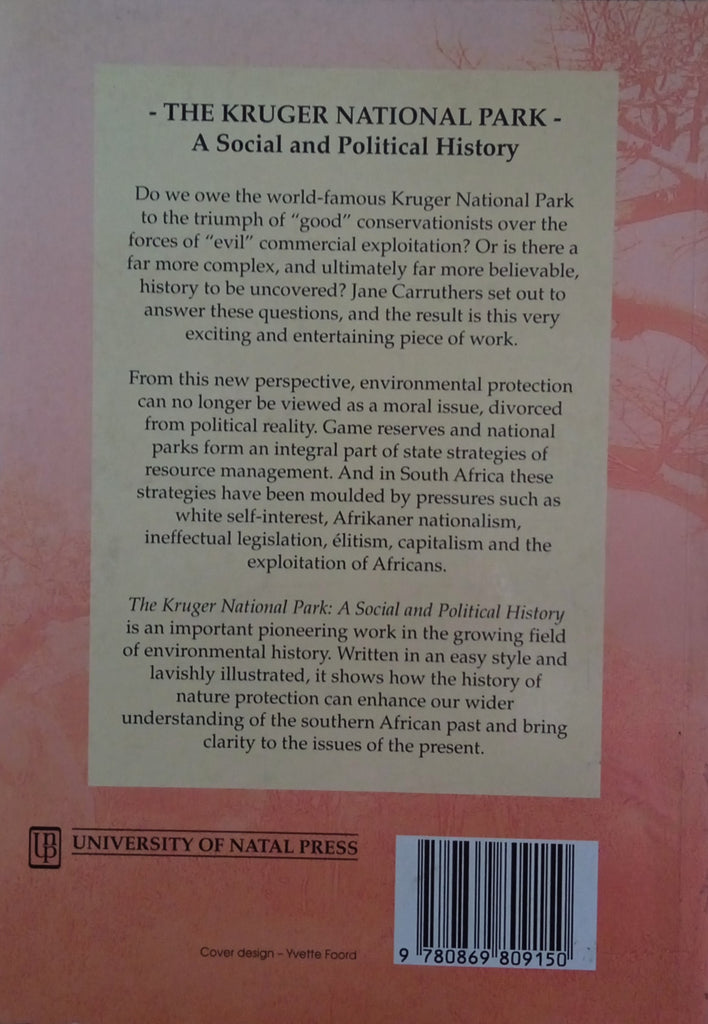 - THE KRUGER NATIONAL PARK -
A Social and Political History
Do we owe the world-famous Kruger National Park
to the triumph of “good” conservationists over the
forces of “evil” commercial exploitation? Or is there a
far more complex, and ultimately far more believable,
history to be uncovered? Jane Carruthers set out to
answer these questions, and the result is this very
exciting and entertaining piece of work.
From this new perspective, environmental protection
can no longer be viewed as a moral issue, divorced
from political reality. Game reserves and national
parks form an integral part of state strategies of
resource management. And in South Africa these
strategies have been moulded by pressures such as
white self-interest, Afrikaner nationalism,
ineffectual legislation, élitism, capitalism and the
exploitation of Africans.
The Kruger National Park: A Social and Political History
is an important pioneering work in the growing field
of environmental history. Written in an easy style and
lavishly illustrated, it shows how the history of
nature protection can enhance our wider
understanding of the southern African past and bring
clarity to the issues of the present.
UNP UNIVERSITY OF NATAL PRESS
Cover design – Yvette Foord
9 780869 809150